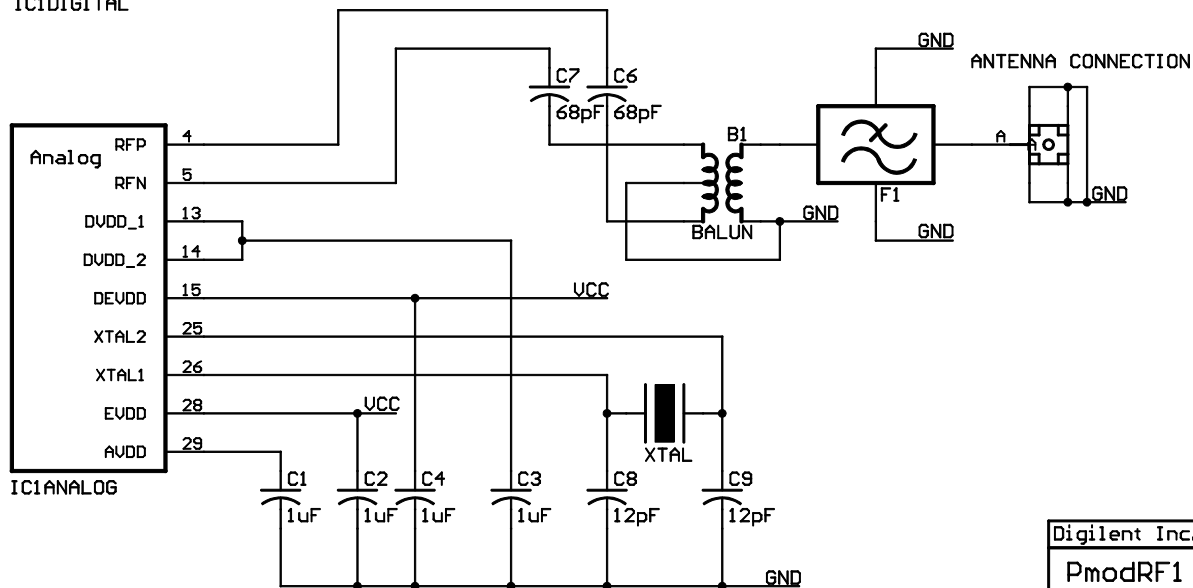 IC1DIGITAL
Analog
RFP 4
RFN 5
DVDD_1 13
DVDD_2 14
DEVDD 15
XTAL2 25
XTAL1 26
EVDD 28
AVDD 29
IC1ANALOG
C7
68pF
C6
68pF
B1
BALUN
GND
GND
F1
GND
ANTENNA CONNECTION
A
GND
VCC
VCC
XTAL
C1
1uF
C2
1uF
C4
1uF
C3
1uF
C8
12pF
C9
12pF
GND
Digilent Inc.
PmodRF1